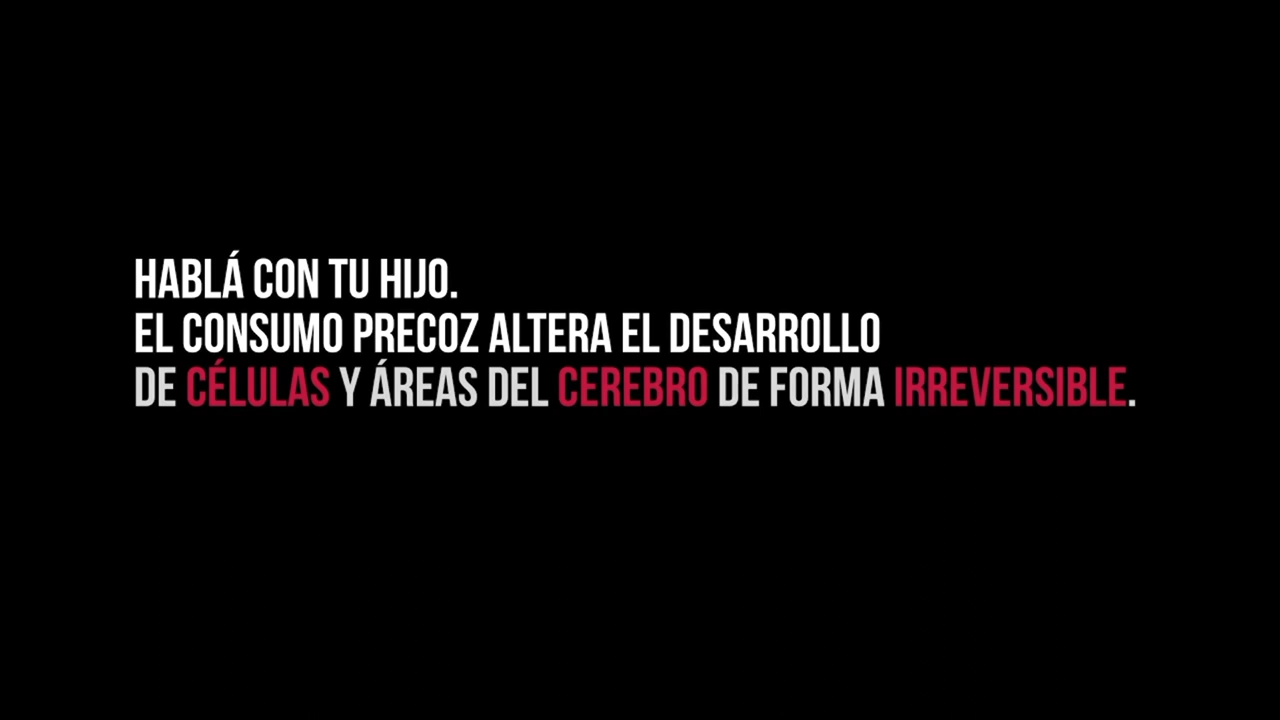 HABLÁ CON TU HIJO.
EL CONSUMO PRECOZ ALTERA EL DESARROLLO
DE CÉLULAS Y ÁREAS DEL CEREBRO DE FORMA IRREVERSIBLE.